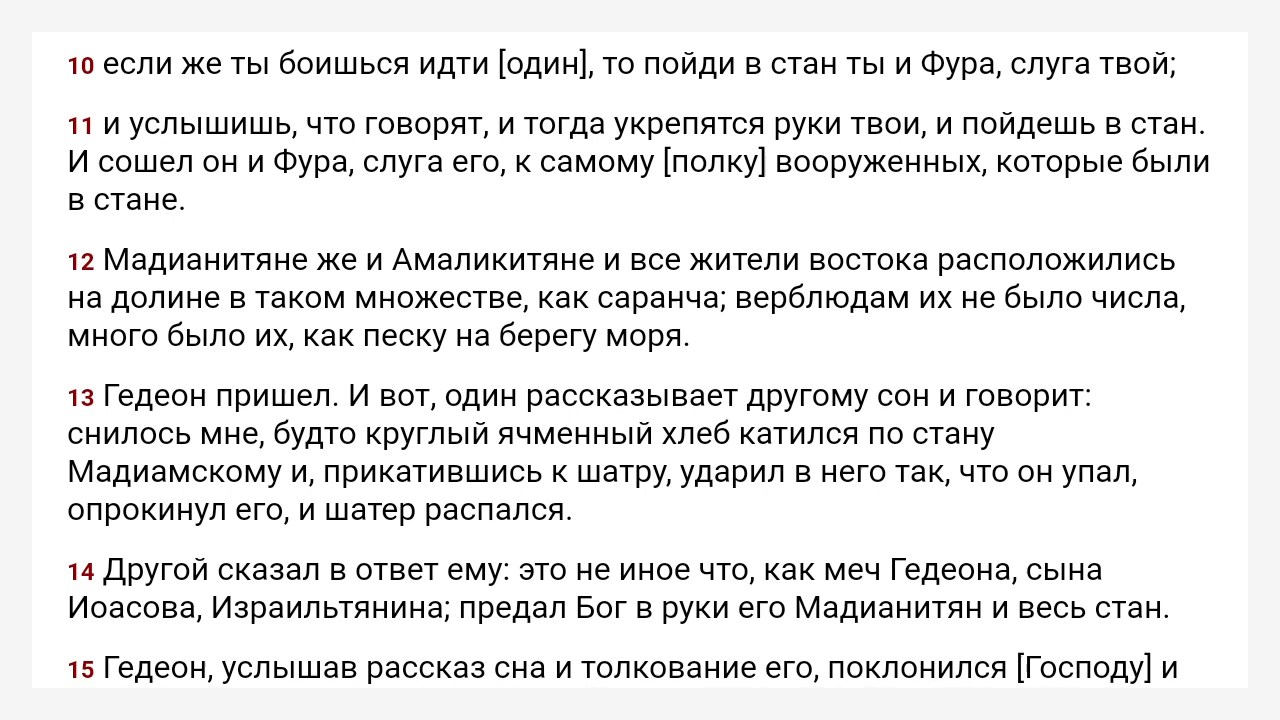 10 если же ты боишься идти [один], то пойди в стан ты и Фура, слуга твой;
11 и услышишь, что говорят, и тогда укрепятся руки твои, и пойдешь в стан.
И сошел он и Фура, слуга его, к самому [полку] вооруженных, которые были
в стане.
12 Мадианитяне же и Амаликитяне и все жители востока расположились
на долине в таком множестве, как саранча; верблюдам их не было числа,
много было их, как песку на берегу моря.
13 Гедеон пришел. И вот, один рассказывает другому сон и говорит:
снилось мне, будто круглый ячменный хлеб катился по стану
Мадиамскому и, прикатившись к шатру, ударил в него так, что он упал,
опрокинул его, и шатер распался.
14 Другой сказал в ответ ему: это не иное что, как меч Гедеона, сына
Иоасова, Израильтянина; предал Бог в руки его Мадианитян и весь стан.
15 Гедеон, услышав рассказ сна и толкование его, поклонился [Господу] и